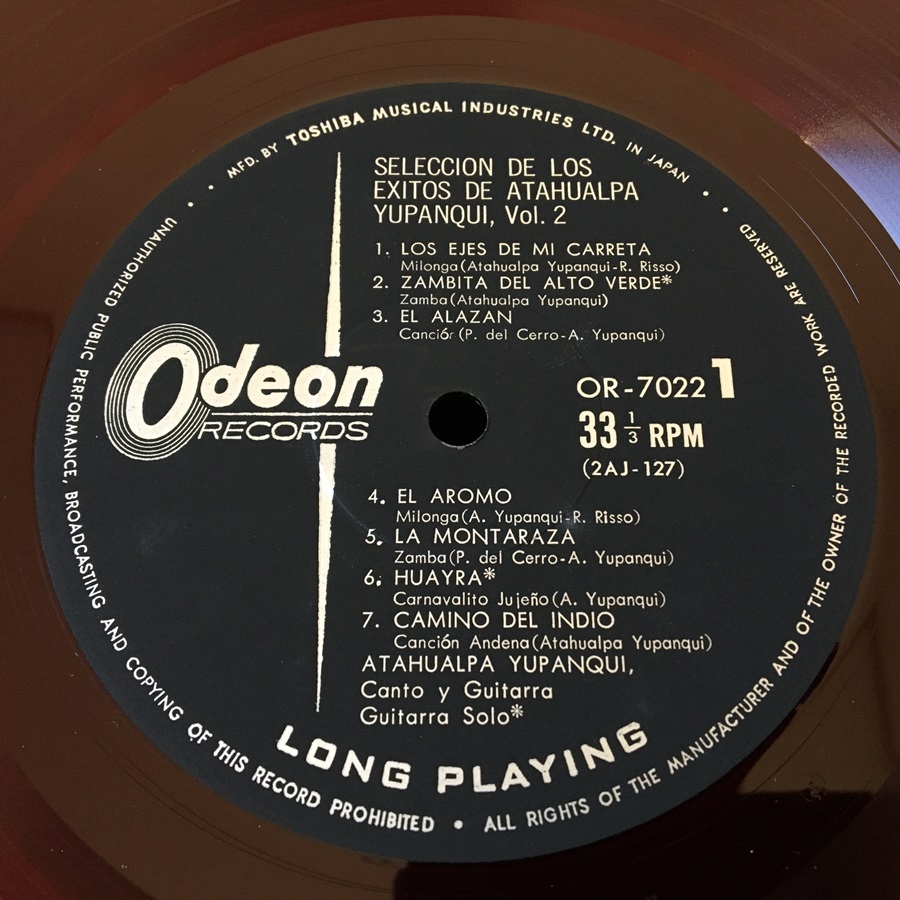 MFD. BY TOSHIBA MUSICAL INDUSTRIES LTD. IN JAPAN
SELECCION DE LOS
EXITOS DE ATAHUALPA
YUPANQUI, Vol. 2
1. LOS EJES DE MI CARRETA
Milonga (Atahualpa Yupanqui-R. Risso)
2. ZAMBITA DEL ALTO VERDE*
Zamba (Atahualpa Yupanqui)
3. EL ALAZAN
Canción (P. del Cerro-A. Yupanqui)
Odeon
RECORDS
OR-7022 1
33 1/3 RPM
(2AJ-127)
4. EL AROMO
Milonga (A. Yupanqui-R. Risso)
5. LA MONTARAZA
Zamba (P. del Cerro-A. Yupanqui)
6. HUAYRA*
Carnavalito Jujeño (A. Yupanqui)
7. CAMINO DEL INDIO
Canción Andena (Atahualpa Yupanqui)
ATAHUALPA YUPANQUI,
Canto y Guitarra
Guitarra Solo*
LONG PLAYING
UNAUTHORIZED PUBLIC PERFORMANCE, BROADCASTING AND COPYING OF THIS RECORD PROHIBITED • ALL RIGHTS OF THE MANUFACTURER AND OF THE OWNER OF THE RECORDED WORK ARE RESERVED